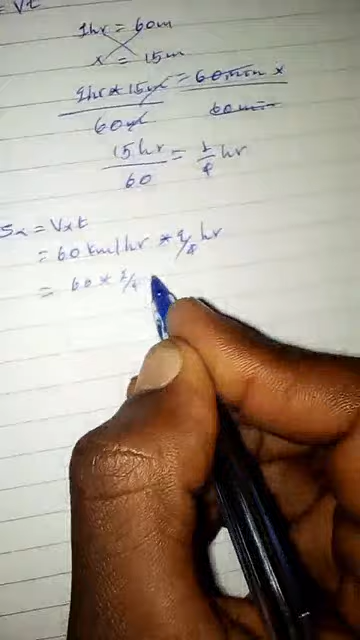 = Vt
1hr = 60m
x = 15m
1hr * 15m = 60min x
60m 60min
15hr = 1/4 hr
60
Sx = Vxt
= 60 km/hr * 1/4 hr
= 60 * 1/4